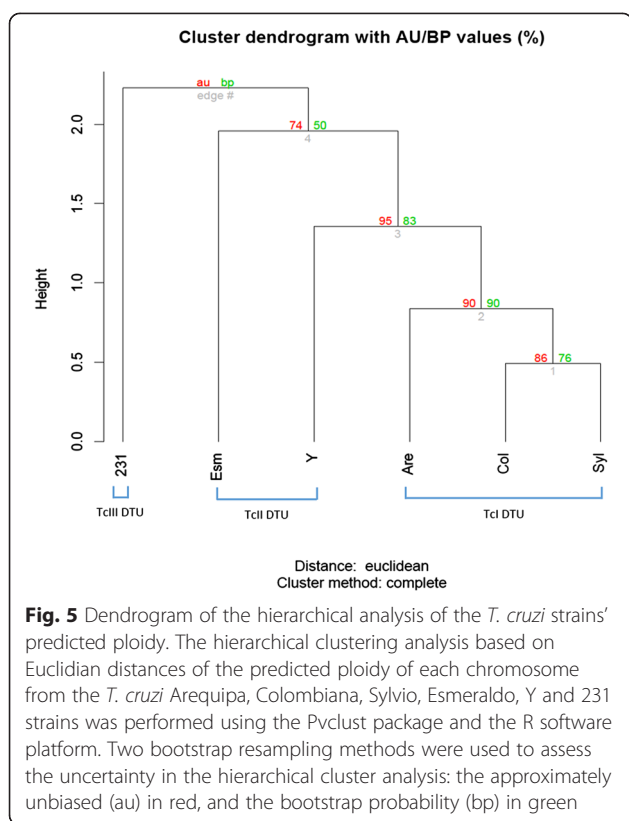 Cluster dendrogram with AU/BP values (%)
au bp
edge #
74 50
4
95 83
3
90 90
2
86 76
1
Height
2.0
1.5
1.0
0.5
0.0
231
Esm
Y
Are
Col
Syl
TcIII DTU
TcII DTU
TcI DTU
Distance: euclidean
Cluster method: complete
Fig. 5 Dendrogram of the hierarchical analysis of the T. cruzi strains'
predicted ploidy. The hierarchical clustering analysis based on
Euclidian distances of the predicted ploidy of each chromosome
from the T. cruzi Arequipa, Colombiana, Sylvio, Esmeraldo, Y and 231
strains was performed using the Pvclust package and the R software
platform. Two bootstrap resampling methods were used to assess
the uncertainty in the hierarchical cluster analysis: the approximately
unbiased (au) in red, and the bootstrap probability (bp) in green